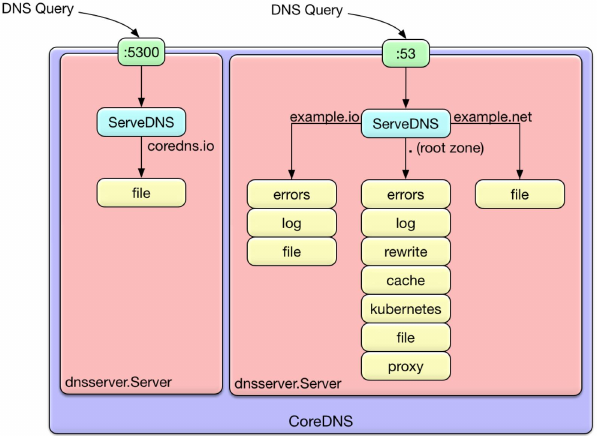 DNS Query
DNS Query
:5300
:53
ServeDNS
coredns.io
file
dnsserver.Server
example.io
ServeDNS
example.net
. (root zone)
errors
log
file
errors
log
rewrite
cache
kubernetes
file
proxy
file
dnsserver.Server
CoreDNS